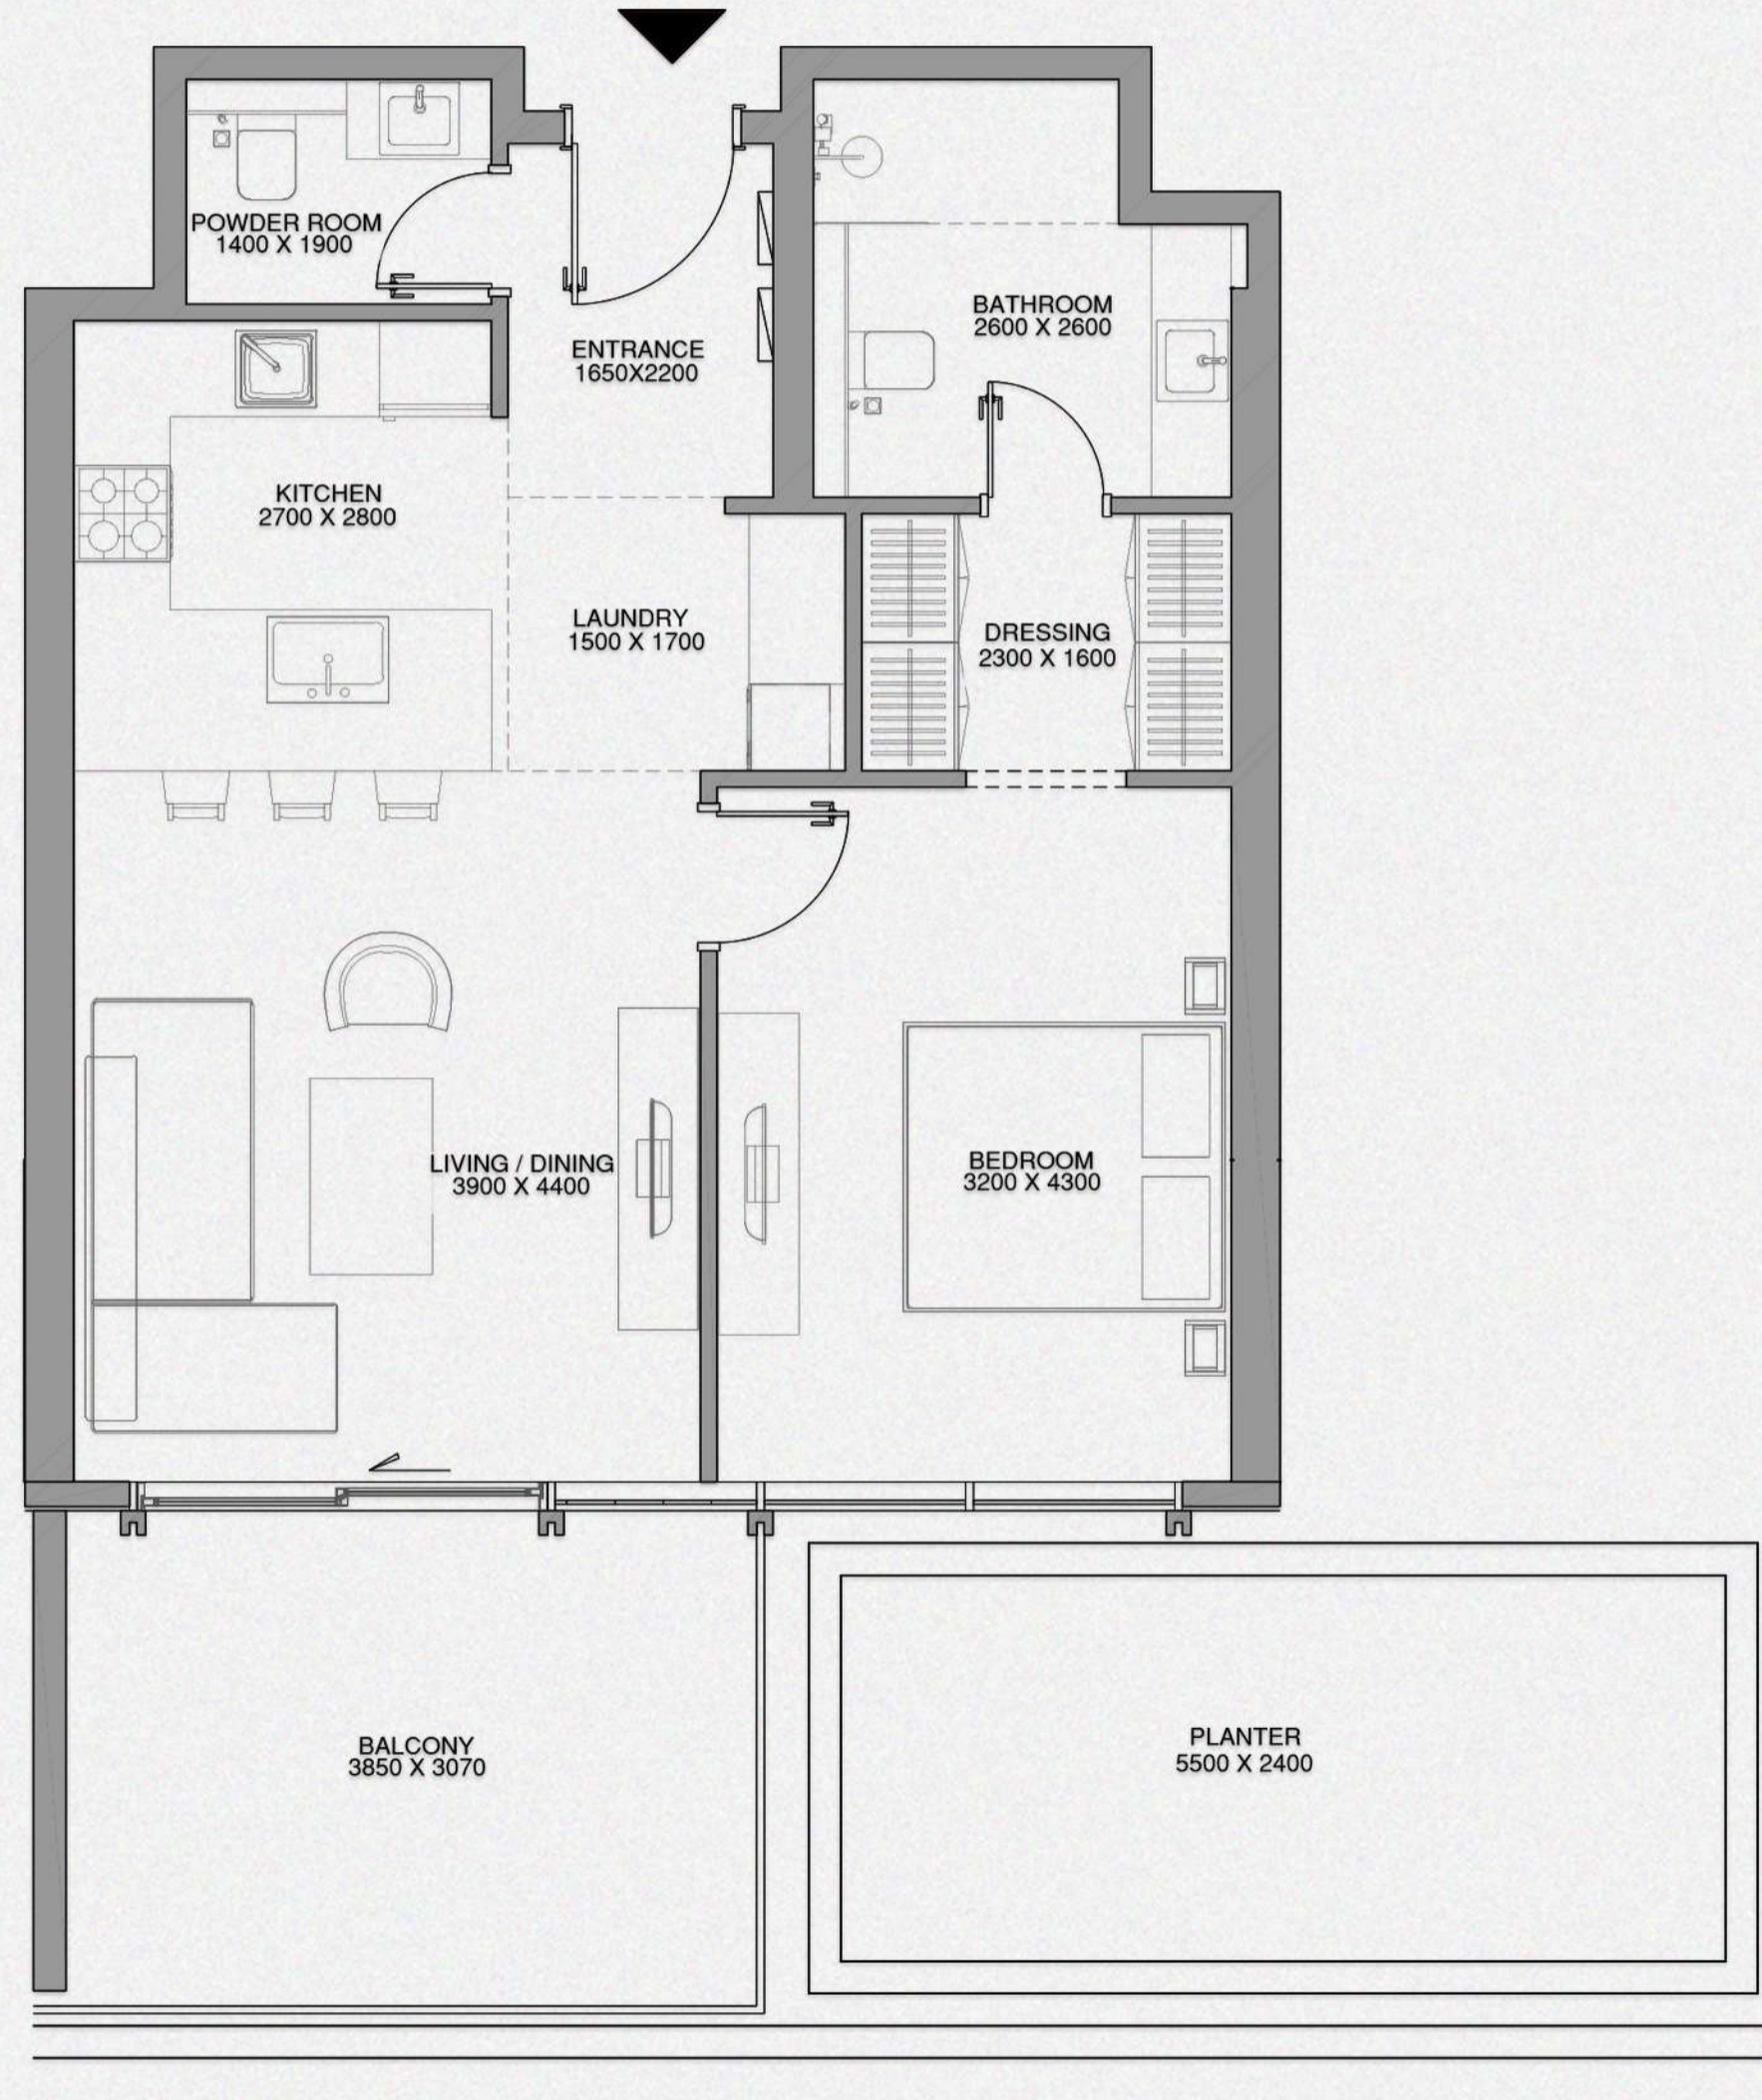 POWDER ROOM
1400 X 1900
ENTRANCE
1650X2200
BATHROOM
2600 X 2600
KITCHEN
2700 X 2800
LAUNDRY
1500 X 1700
DRESSING
2300 X 1600
LIVING / DINING
3900 X 4400
BEDROOM
3200 X 4300
BALCONY
3850 X 3070
PLANTER
5500 X 2400